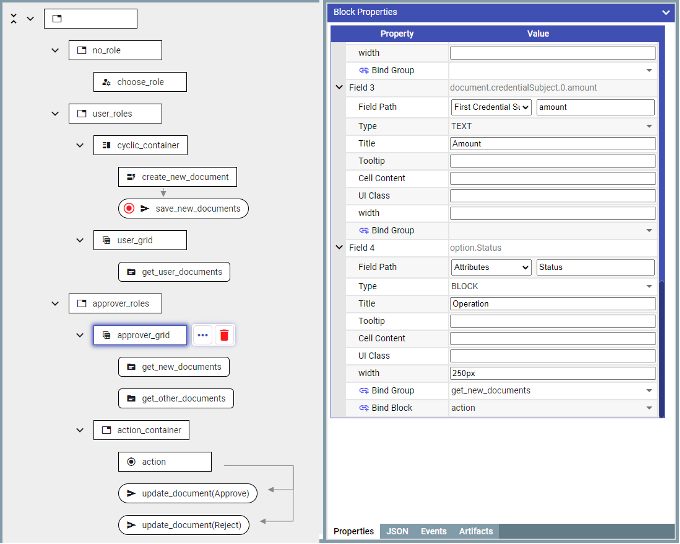 no_role
choose_role
user_roles
cyclic_container
create_new_document
save_new_documents
user_grid
get_user_documents
approver_roles
approver_grid
get_new_documents
get_other_documents
action_container
action
update_document(Approve)
update_document(Reject)
Block Properties
Property Value
width
Bind Group
Field 3 document.credentialSubject.0.amount
Field Path First Credential Su amount
Type TEXT
Title Amount
Tooltip
Cell Content
UI Class
width
Bind Group
Field 4 option.Status
Field Path Attributes Status
Type BLOCK
Title Operation
Tooltip
Cell Content
UI Class
width 250px
Bind Group get_new_documents
Bind Block action
Properties JSON Events Artifacts